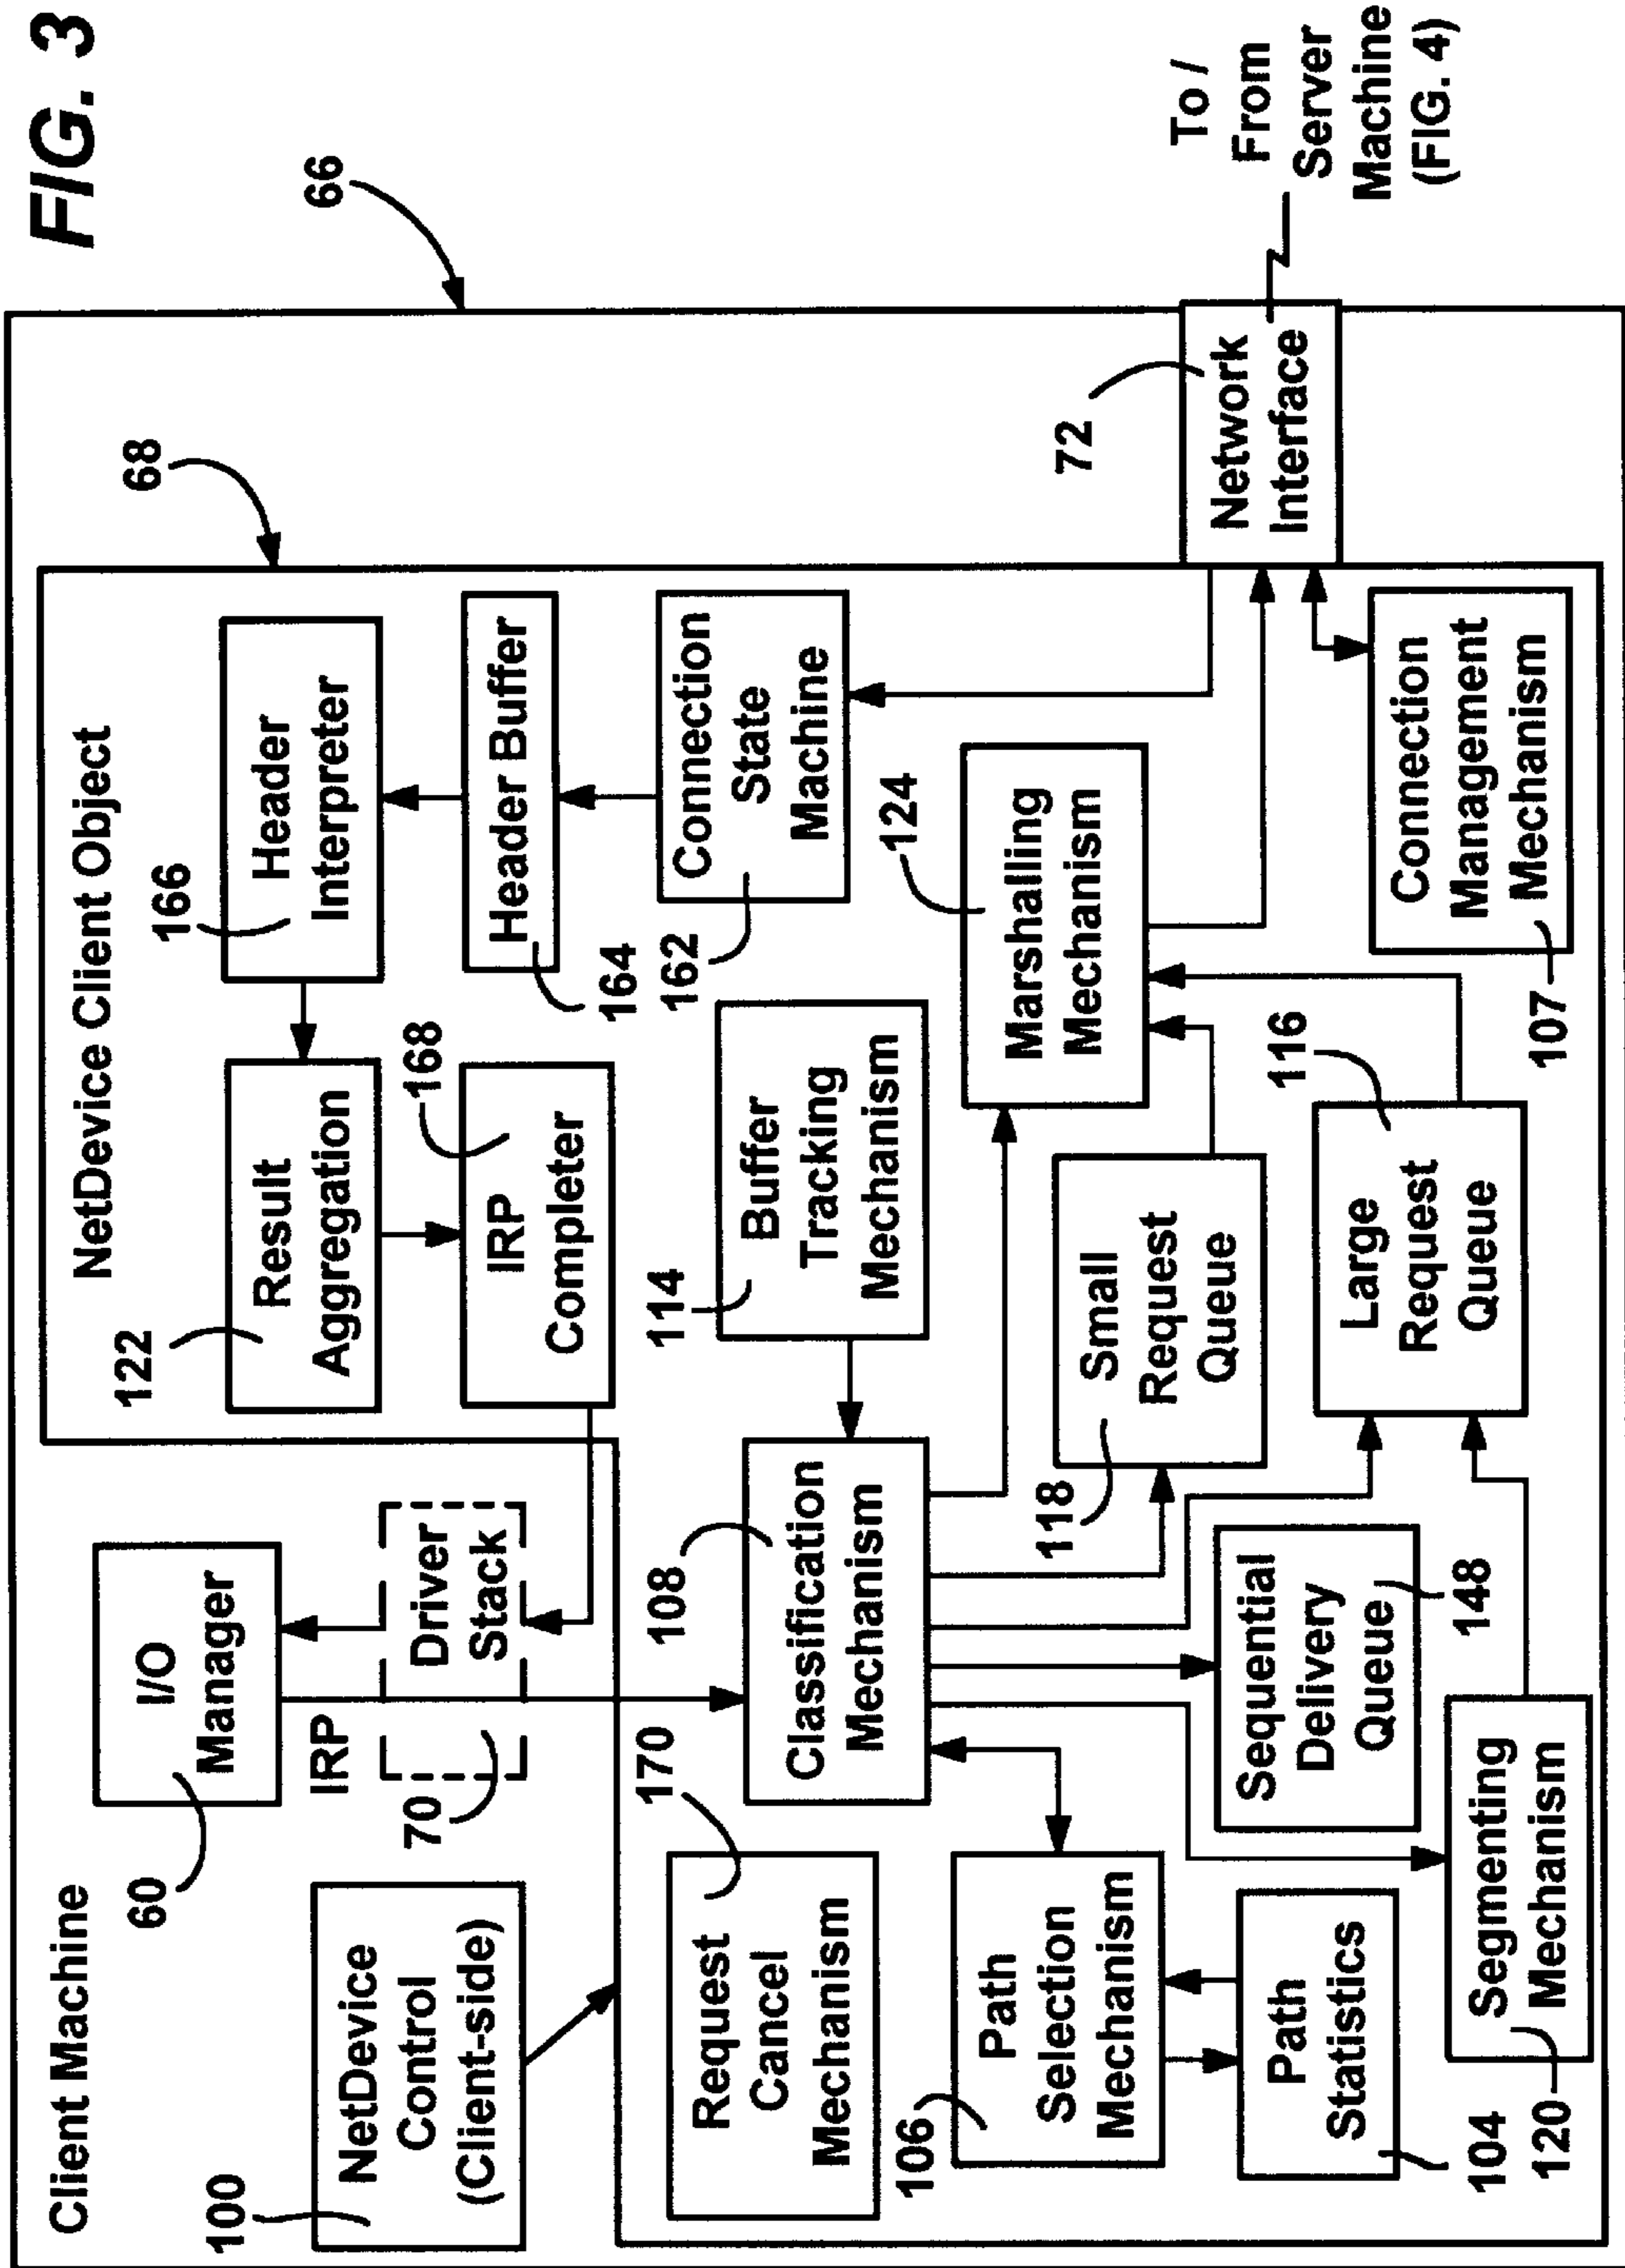 FIG. 3
Client Machine
66
100
NetDevice
Control
(Client-side)
60
I/O
Manager
IRP
70
Driver
Stack
68
NetDevice Client Object
122
Result
Aggregation
166
Header
Interpreter
168
IRP
Completer
164
Header Buffer
162
Connection
State
Machine
170
Request
Cancel
Mechanism
108
Classification
Mechanism
114
Buffer
Tracking
Mechanism
124
Marshalling
Mechanism
72
Network
Interface
To /
From
Server
Machine
(FIG. 4)
106
Path
Selection
Mechanism
104
Path
Statistics
118
Small
Request
Queue
148
Sequential
Delivery
Queue
116
Large
Request
Queue
120
Segmenting
Mechanism
107
Connection
Management
Mechanism